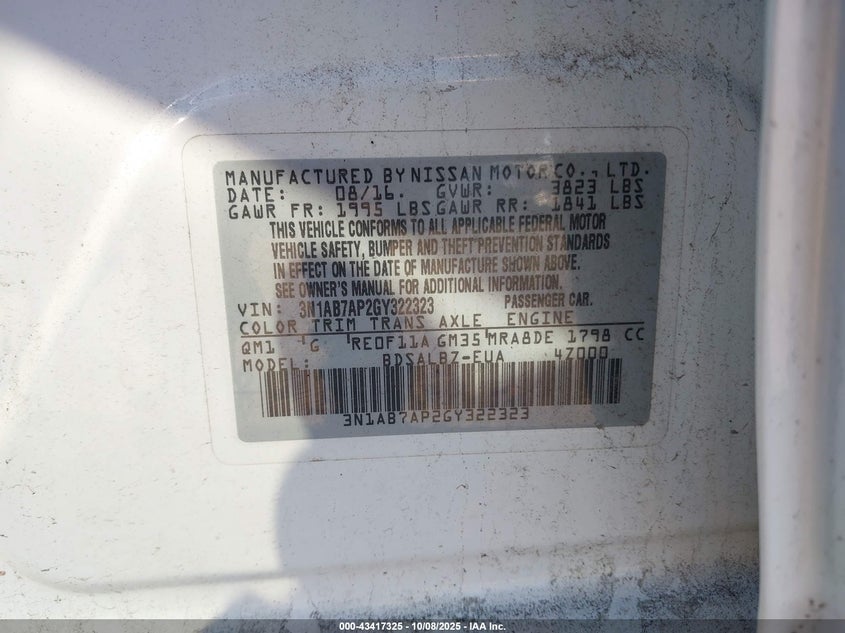 MANUFACTURED BY NISSAN MOTOR CO., LTD.
DATE: 08/16. GVWR: 3823 LBS
GAWR FR: 1995 LBS GAWR RR: 1841 LBS
THIS VEHICLE CONFORMS TO ALL APPLICABLE FEDERAL MOTOR
VEHICLE SAFETY, BUMPER AND THEFT PREVENTION STANDARDS
IN EFFECT ON THE DATE OF MANUFACTURE SHOWN ABOVE.
SEE OWNER'S MANUAL FOR ADDITIONAL INFORMATION.
VIN: 3N1AB7AP2GY322323 PASSENGER CAR.
COLOR TRIM TRANS AXLE ENGINE
QM1 G RE0F11A GM35 MRA8DE 1798 CC
MODEL: BDSALBZ-EUA 4Z000
3N1AB7AP2GY322323
000-43417325 - 10/08/2025 - IAA Inc.